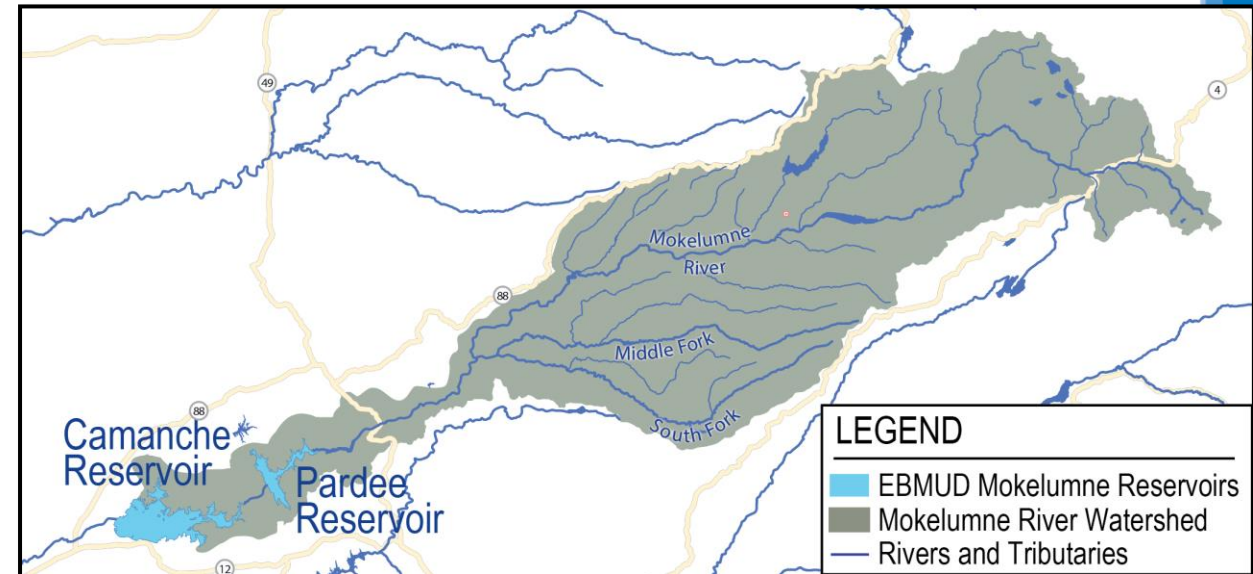 49
4
Mokelumne
River
88
Middle Fork
South Fork
88
Camanche
Reservoir
Pardee
Reservoir
12
LEGEND
EBMUD Mokelumne Reservoirs
Mokelumne River Watershed
Rivers and Tributaries